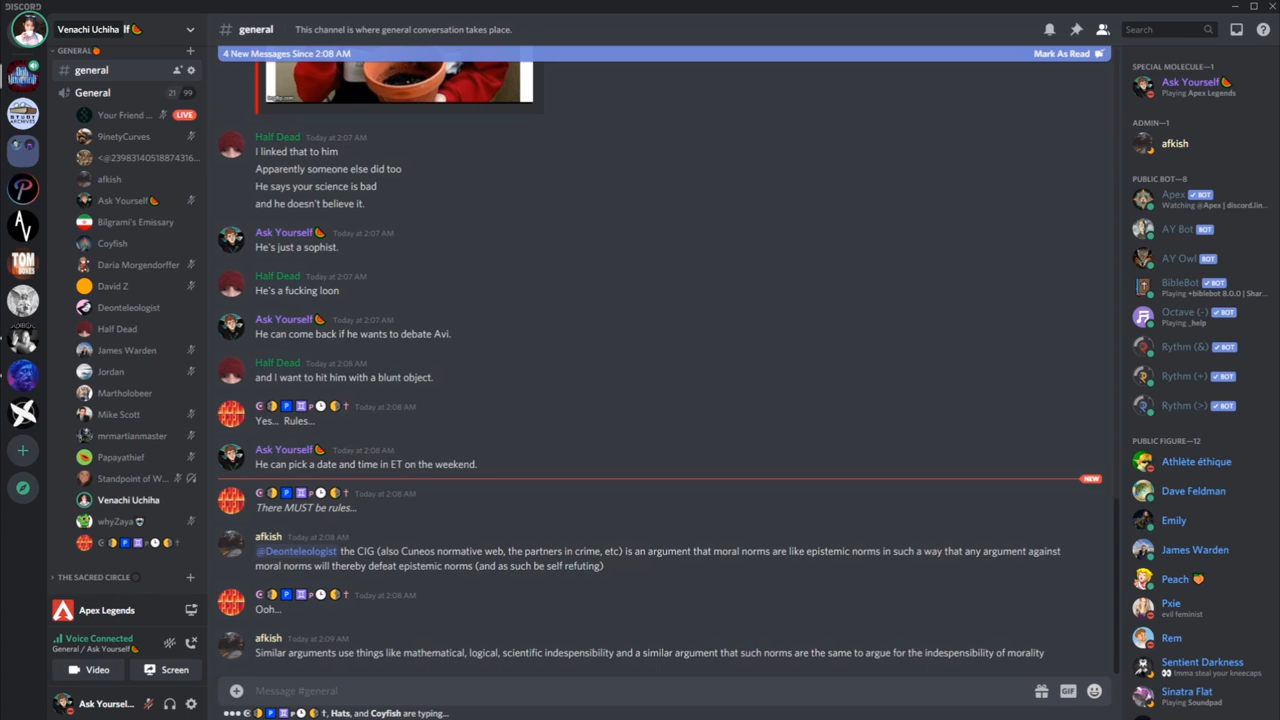 DISCORD
Venachi Uchiha lf
# general
This channel is where general conversation takes place.
Search
4 New Messages Since 2:08 AM
Mark As Read
GENERAL
general
General
21 99
Your Friend ...
LIVE
9inetyCurves
<@23983140518874316...
afkish
Ask Yourself
Bilgrami's Emissary
Coyfish
Daria Morgendorffer
David Z
Deonteleologist
Half Dead
James Warden
Jordan
Martholobeer
Mike Scott
mrmartianmaster
Papayathief
Standpoint of W...
Venachi Uchiha
whyZaya
THE SACRED CIRCLE
Apex Legends
Voice Connected
General / Ask Yourself
Video
Screen
Ask Yoursel...
STUDY
ARCHIVES
TOM
BOXES
imgflip.com
Half Dead Today at 2:07 AM
I linked that to him
Apparently someone else did too
He says your science is bad
and he doesn't believe it.
Ask Yourself Today at 2:07 AM
He's just a sophist.
Half Dead Today at 2:07 AM
He's a fucking loon
Ask Yourself Today at 2:07 AM
He can come back if he wants to debate Avi.
Half Dead Today at 2:08 AM
and I want to hit him with a blunt object.
P P Today at 2:08 AM
Yes... Rules...
Ask Yourself Today at 2:08 AM
He can pick a date and time in ET on the weekend.
NEW
P P Today at 2:08 AM
There MUST be rules...
afkish Today at 2:08 AM
@Deonteleologist the CIG (also Cuneos normative web, the partners in crime, etc) is an argument that moral norms are like epistemic norms in such a way that any argument against
moral norms will thereby defeat epistemic norms (and as such be self refuting)
P P Today at 2:08 AM
Ooh...
afkish Today at 2:09 AM
Similar arguments use things like mathematical, logical, scientific indespensibility and a similar argument that such norms are the same to argue for the indespensibility of morality
Message #general
GIF
P P, Hats, and Coyfish are typing...
SPECIAL MOLECULE—1
Ask Yourself
Playing Apex Legends
ADMIN—1
afkish
PUBLIC BOT—8
Apex BOT
Watching @Apex | discord.lin...
AY Bot BOT
AY Owl BOT
BibleBot BOT
Playing +biblebot 8.0.0 | Shar...
Octave (-) BOT
Playing _help
Rythm (&) BOT
Rythm (+) BOT
Rythm (>) BOT
PUBLIC FIGURE—12
Athlète éthique
Dave Feldman
Emily
James Warden
Peach
Pxie
evil feminist
Rem
Sentient Darkness
Imma steal your kneecaps
Sinatra Flat
Playing Soundpad